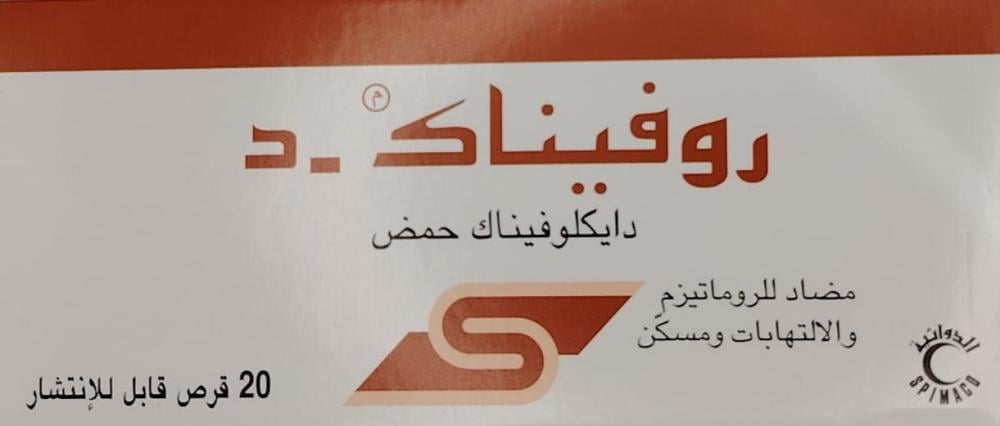 روفيناك - د
م
دايكلوفيناك حمض
مضاد للروماتيزم
والالتهابات ومسكّن
20 قرص قابل للإنتشار
الدوائية
SPIMACO